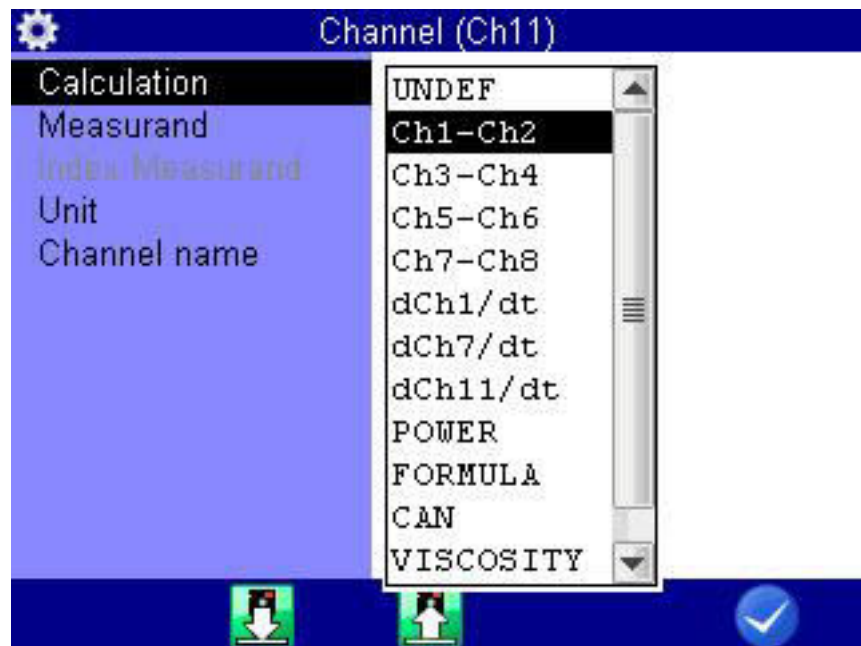 Channel (Ch11)
Calculation
Measurand
Index Measurand
Unit
Channel name
UNDEF
Ch1-Ch2
Ch3-Ch4
Ch5-Ch6
Ch7-Ch8
dCh1/dt
dCh7/dt
dCh11/dt
POWER
FORMULA
CAN
VISCOSITY